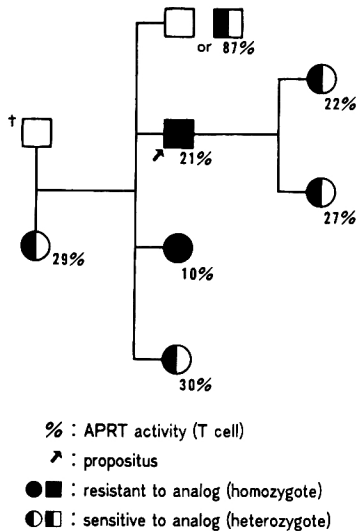 or 87%
22%
†
21%
27%
29%
10%
30%
% : APRT activity (T cell)
: propositus
: resistant to analog (homozygote)
: sensitive to analog (heterozygote)